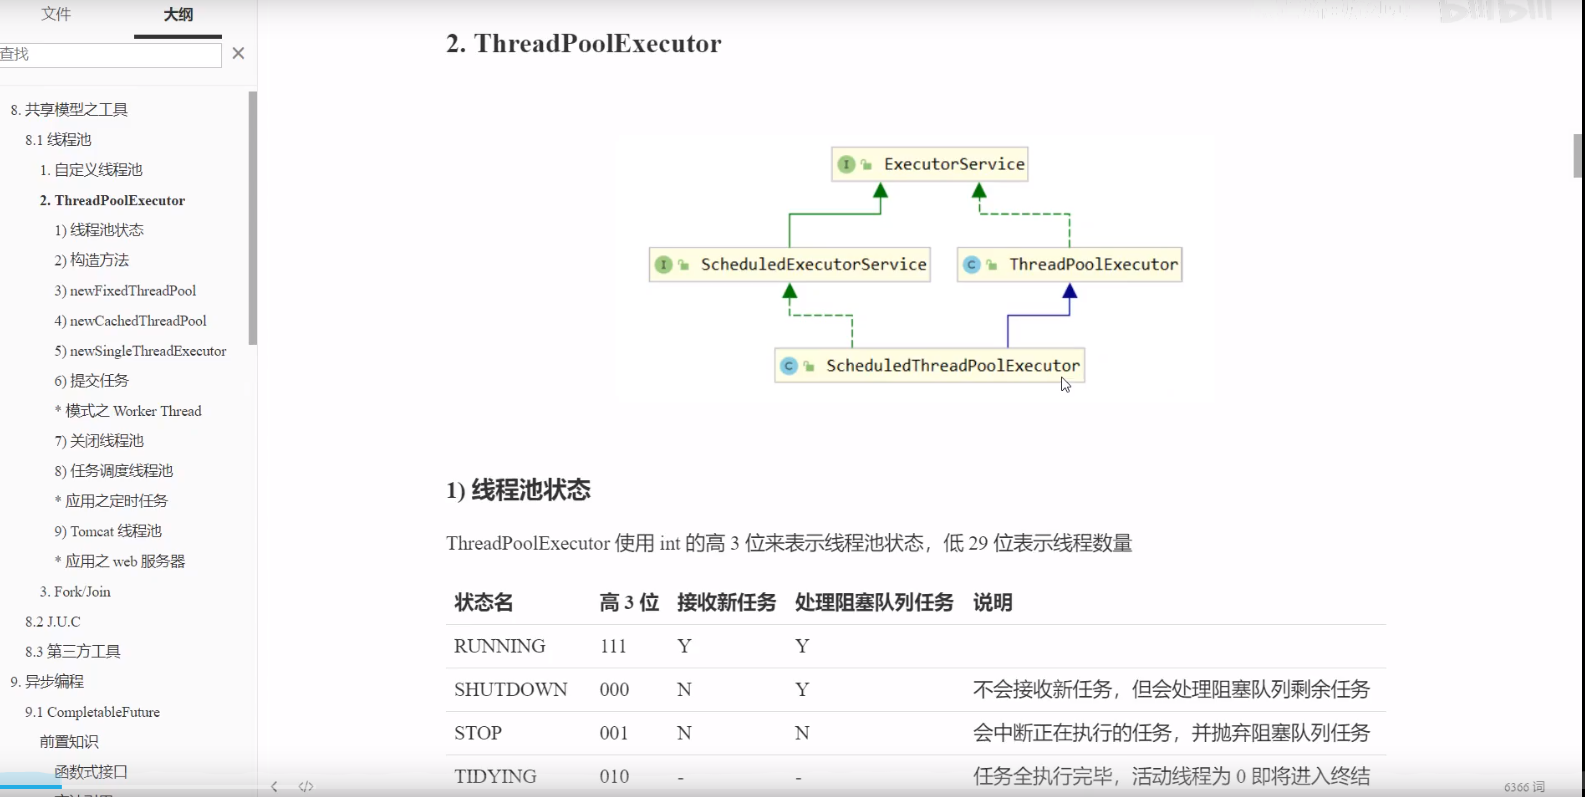 文件
大纲
查找
8. 共享模型之工具
8.1 线程池
1. 自定义线程池
2. ThreadPoolExecutor
1) 线程池状态
2) 构造方法
3) newFixedThreadPool
4) newCachedThreadPool
5) newSingleThreadExecutor
6) 提交任务
* 模式之 Worker Thread
7) 关闭线程池
8) 任务调度线程池
* 应用之定时任务
9) Tomcat 线程池
* 应用之 web 服务器
3. Fork/Join
8.2 J.U.C
8.3 第三方工具
9. 异步编程
9.1 CompletableFuture
前置知识
函数式接口
2. ThreadPoolExecutor
I ExecutorService
I ScheduledExecutorService
C ThreadPoolExecutor
C ScheduledThreadPoolExecutor
1) 线程池状态
ThreadPoolExecutor 使用 int 的高 3 位来表示线程池状态，低 29 位表示线程数量
状态名 高 3 位 接收新任务 处理阻塞队列任务 说明
RUNNING 111 Y Y
SHUTDOWN 000 N Y 不会接收新任务，但会处理阻塞队列剩余任务
STOP 001 N N 会中断正在执行的任务，并抛弃阻塞队列任务
TIDYING 010 - - 任务全执行完毕，活动线程为 0 即将进入终结
6366 词
bilibili